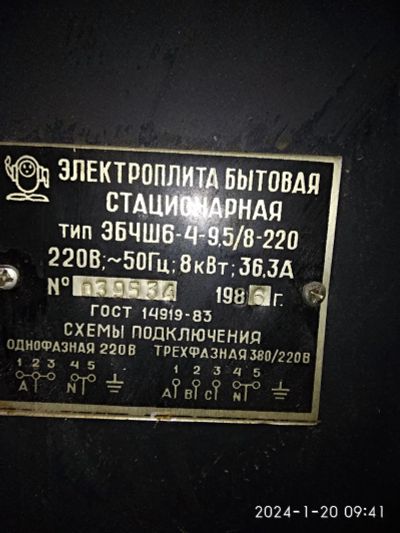 ЭЛЕКТРОПЛИТА БЫТОВАЯ
СТАЦИОНАРНАЯ
ТИП ЭБЧШ6-4-9,5/8-220
220В; ~50Гц; 8кВт; 36,3А
№ 039534 1986 г.
ГОСТ 14919-83
СХЕМЫ ПОДКЛЮЧЕНИЯ
ОДНОФАЗНАЯ 220В ТРЕХФАЗНАЯ 380/220В
1 2 3 4 5 1 2 3 4 5
A N A B C N
2024-1-20 09:41